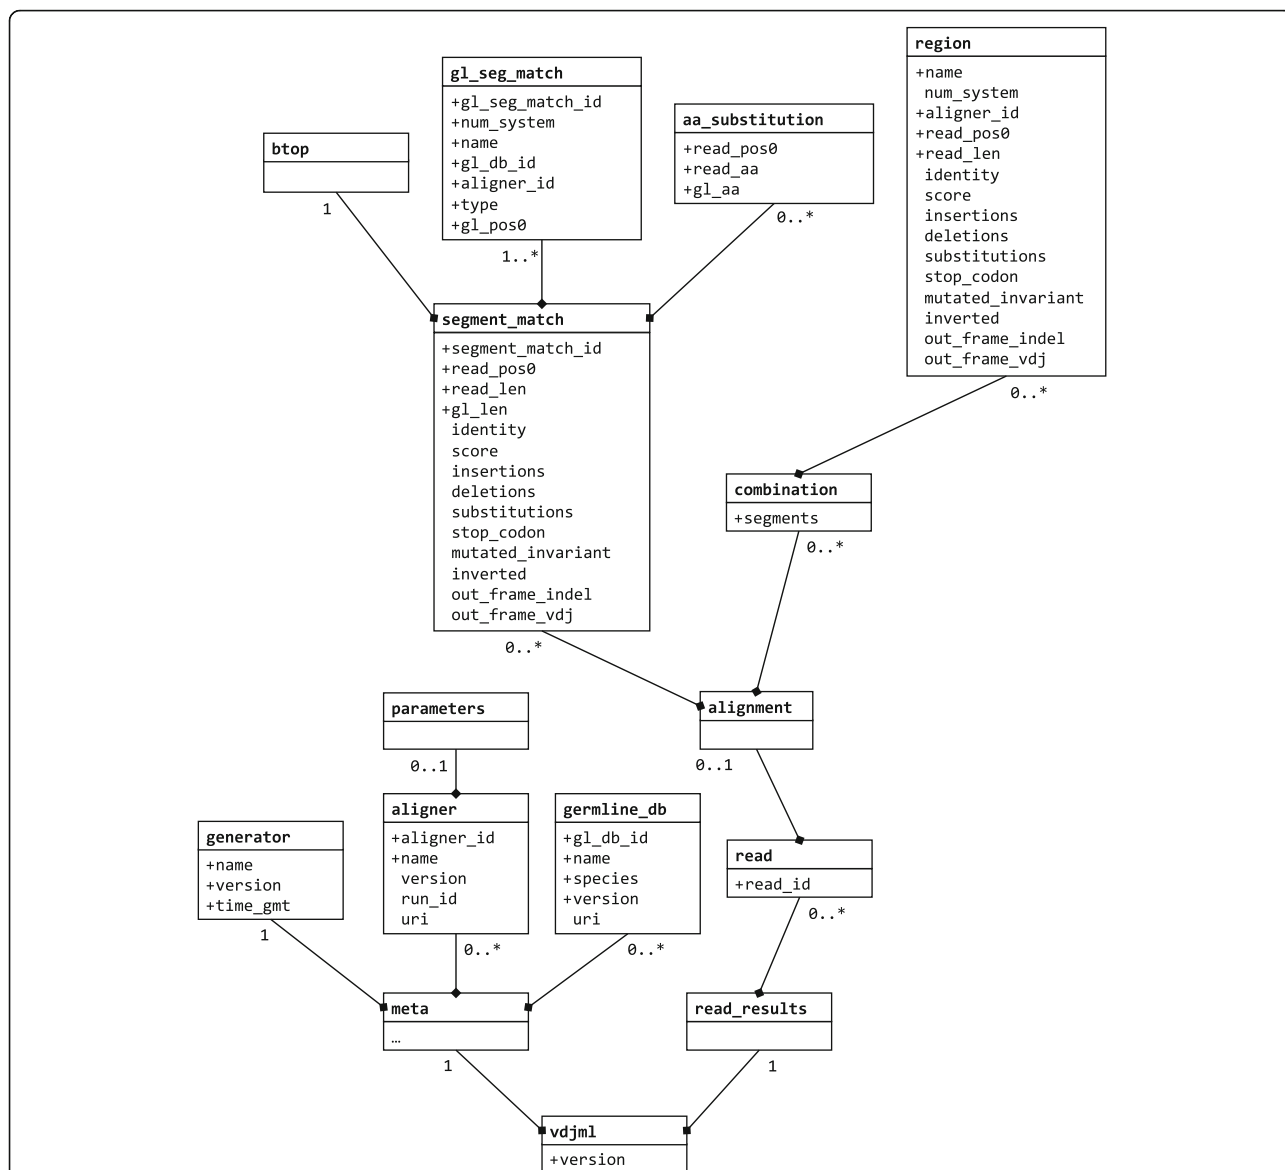 region
+name
num_system
+aligner_id
+read_pos0
+read_len
identity
score
insertions
deletions
substitutions
stop_codon
mutated_invariant
inverted
out_frame_indel
out_frame_vdj
0..*
gl_seg_match
+gl_seg_match_id
+num_system
+name
+gl_db_id
+aligner_id
+type
+gl_pos0
1..*
aa_substitution
+read_pos0
+read_aa
+gl_aa
0..*
btop
1
segment_match
+segment_match_id
+read_pos0
+read_len
+gl_len
identity
score
insertions
deletions
substitutions
stop_codon
mutated_invariant
inverted
out_frame_indel
out_frame_vdj
0..*
combination
+segments
0..*
alignment
0..1
parameters
0..1
aligner
+aligner_id
+name
version
run_id
uri
0..*
germline_db
+gl_db_id
+name
+species
+version
uri
0..*
generator
+name
+version
+time_gmt
1
read
+read_id
0..*
meta
…
1
read_results
1
vdjml
+version